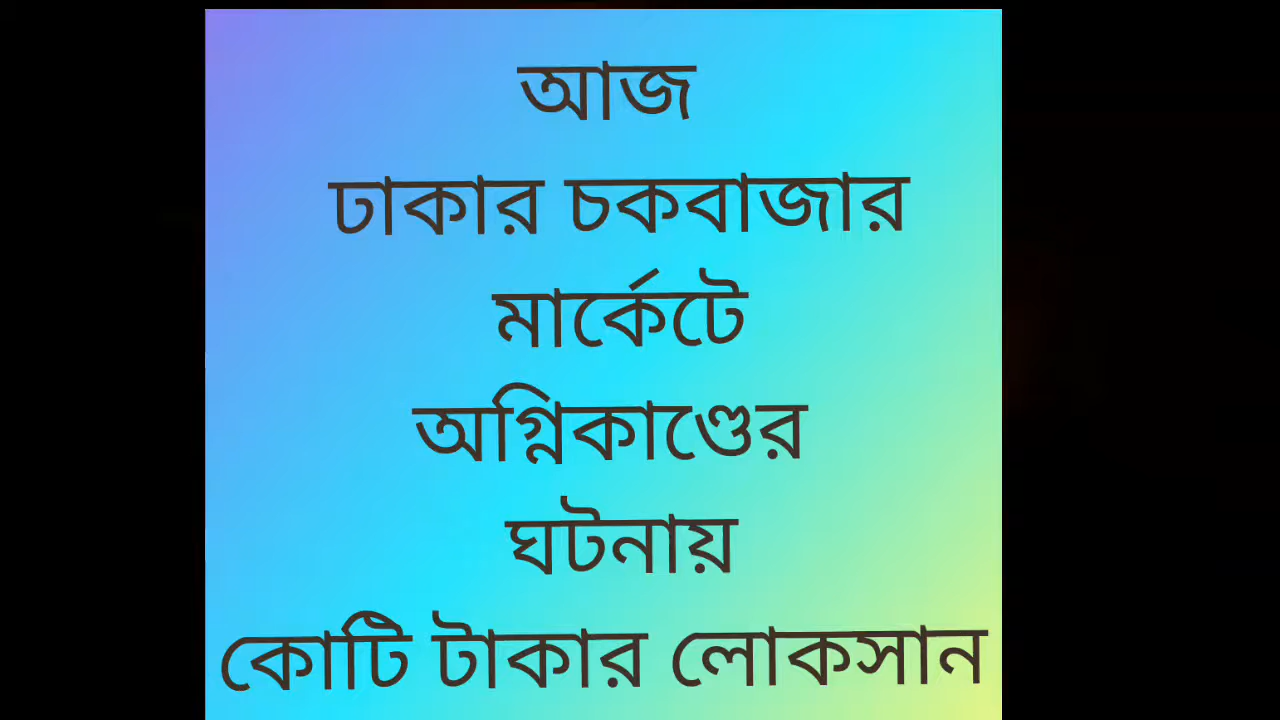 আজ
ঢাকার চকবাজার
মার্কেটে
অগ্নিকাণ্ডের
ঘটনায়
কোটি টাকার লোকসান